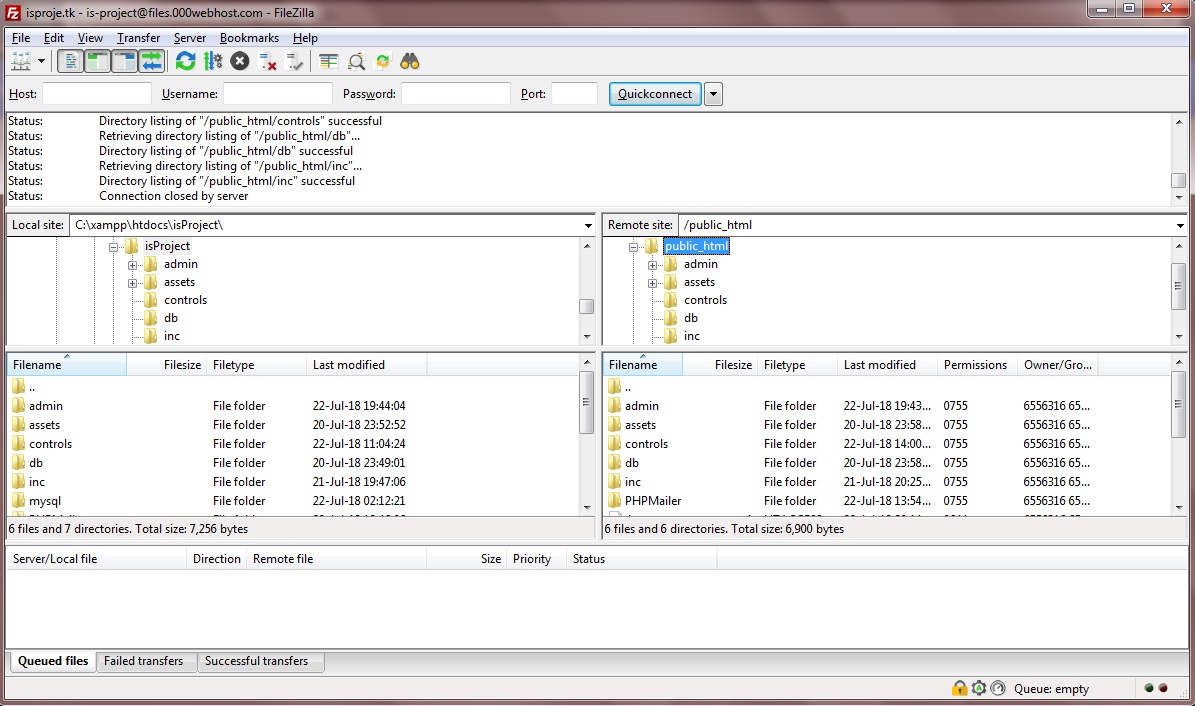 isproje.tk - is-project@files.000webhost.com - FileZilla
File Edit View Transfer Server Bookmarks Help
Host: Username: Password: Port: Quickconnect
Status: Directory listing of "/public_html/controls" successful
Status: Retrieving directory listing of "/public_html/db"...
Status: Directory listing of "/public_html/db" successful
Status: Retrieving directory listing of "/public_html/inc"...
Status: Directory listing of "/public_html/inc" successful
Status: Connection closed by server
Local site: C:\xampp\htdocs\isProject\
isProject
admin
assets
controls
db
inc
Remote site: /public_html
public_html
admin
assets
controls
db
inc
Filename Filesize Filetype Last modified
..
admin File folder 22-Jul-18 19:44:04
assets File folder 20-Jul-18 23:52:52
controls File folder 22-Jul-18 11:04:24
db File folder 20-Jul-18 23:49:01
inc File folder 21-Jul-18 19:47:06
mysql File folder 22-Jul-18 02:12:21
6 files and 7 directories. Total size: 7,256 bytes
Filename Filesize Filetype Last modified Permissions Owner/Gro...
..
admin File folder 22-Jul-18 19:43... 0755 6556316 65...
assets File folder 20-Jul-18 23:58... 0755 6556316 65...
controls File folder 22-Jul-18 14:00... 0755 6556316 65...
db File folder 20-Jul-18 23:58... 0755 6556316 65...
inc File folder 21-Jul-18 20:25... 0755 6556316 65...
PHPMailer File folder 22-Jul-18 13:54... 0755 6556316 65...
6 files and 6 directories. Total size: 6,900 bytes
Server/Local file Direction Remote file Size Priority Status
Queued files Failed transfers Successful transfers
Queue: empty